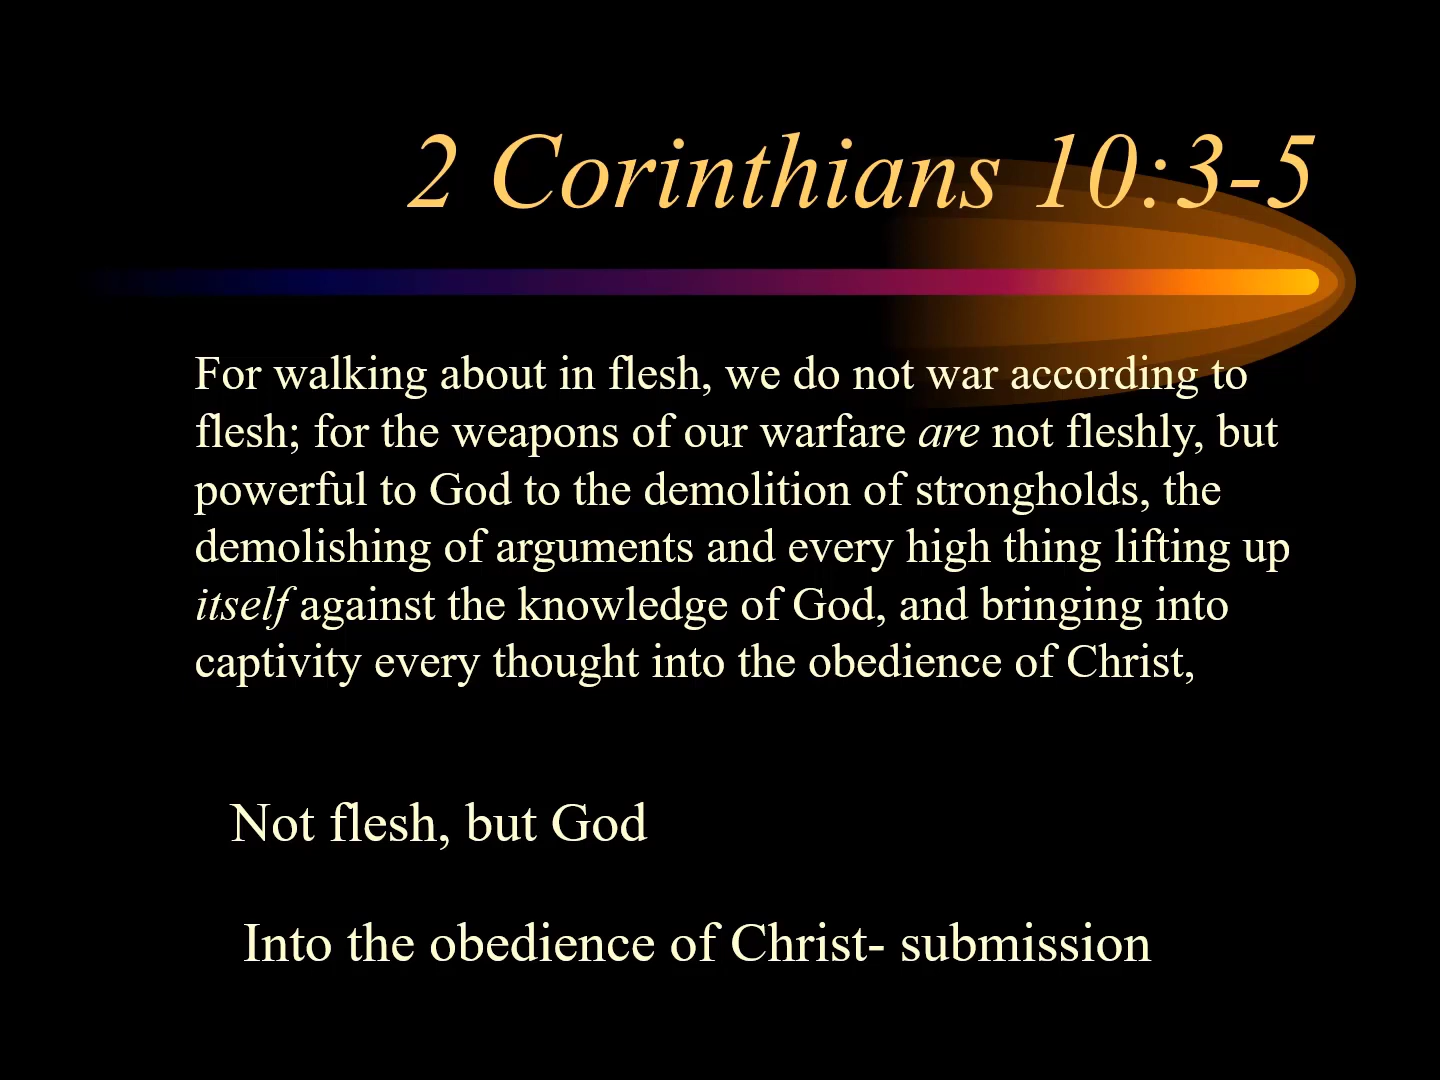 2 Corinthians 10:3-5
For walking about in flesh, we do not war according to
flesh; for the weapons of our warfare are not fleshly, but
powerful to God to the demolition of strongholds, the
demolishing of arguments and every high thing lifting up
itself against the knowledge of God, and bringing into
captivity every thought into the obedience of Christ,
Not flesh, but God
Into the obedience of Christ- submission